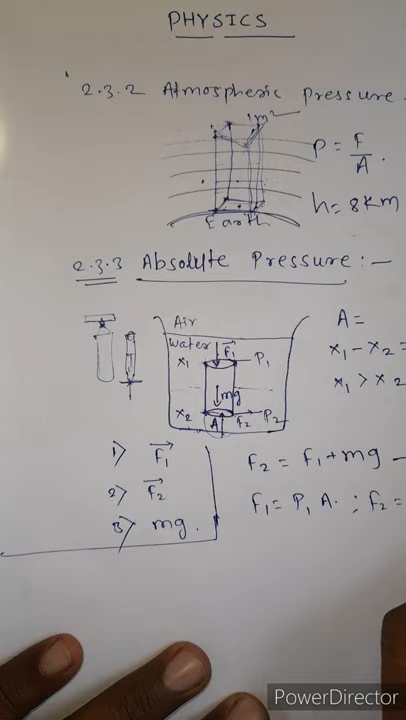 PHYSICS
2.3.2 Atmospheric pressure.
1m²
P = F/A.
h = 8km
Earth
2.3.3 Absolute Pressure :-
Air
A =
water F₁
x₁ P₁
x₁ - x₂ =
mg
x₁ > x₂
x₂ A F₂ P₂
1) F₁
F₂ = F₁ + mg -
2) F₂
F₁ = P₁ A. ; F₂ =
3) mg.
PowerDirector